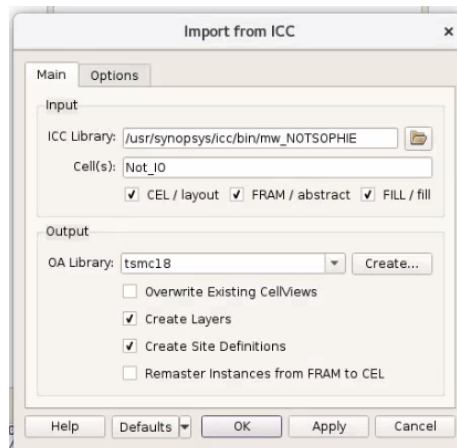 Import from ICC
Main Options
Input
ICC Library: /usr/synopsys/icc/bin/mw_NOTSOPHIE
Cell(s): Not_IO
CEL / layout FRAM / abstract FILL / fill
Output
OA Library: tsmc18 Create...
Overwrite Existing CellViews
Create Layers
Create Site Definitions
Remaster Instances from FRAM to CEL
Help Defaults OK Apply Cancel